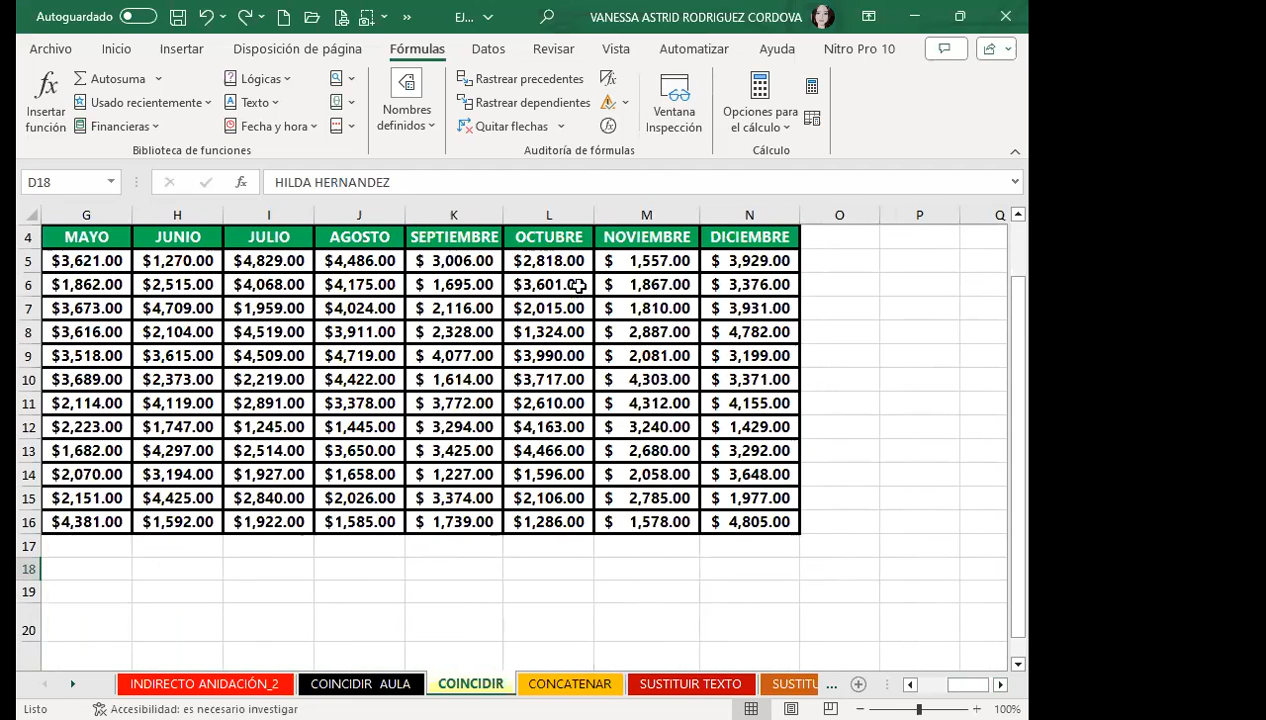 Autoguardado EJ... VANESSA ASTRID RODRIGUEZ CORDOVA
Archivo Inicio Insertar Disposición de página Fórmulas Datos Revisar Vista Automatizar Ayuda Nitro Pro 10
Insertar función
Autosuma
Usado recientemente
Financieras
Lógicas
Texto
Fecha y hora
Biblioteca de funciones
Nombres definidos
Rastrear precedentes
Rastrear dependientes
Quitar flechas
Ventana Inspección
Auditoría de fórmulas
Opciones para el cálculo
Cálculo
D18 fx HILDA HERNANDEZ
G H I J K L M N O P Q
4 MAYO JUNIO JULIO AGOSTO SEPTIEMBRE OCTUBRE NOVIEMBRE DICIEMBRE
5 $3,621.00 $1,270.00 $4,829.00 $4,486.00 $ 3,006.00 $2,818.00 $ 1,557.00 $ 3,929.00
6 $1,862.00 $2,515.00 $4,068.00 $4,175.00 $ 1,695.00 $3,601.00 $ 1,867.00 $ 3,376.00
7 $3,673.00 $4,709.00 $1,959.00 $4,024.00 $ 2,116.00 $2,015.00 $ 1,810.00 $ 3,931.00
8 $3,616.00 $2,104.00 $4,519.00 $3,911.00 $ 2,328.00 $1,324.00 $ 2,887.00 $ 4,782.00
9 $3,518.00 $3,615.00 $4,509.00 $4,719.00 $ 4,077.00 $3,990.00 $ 2,081.00 $ 3,199.00
10 $3,689.00 $2,373.00 $2,219.00 $4,422.00 $ 1,614.00 $3,717.00 $ 4,303.00 $ 3,371.00
11 $2,114.00 $4,119.00 $2,891.00 $3,378.00 $ 3,772.00 $2,610.00 $ 4,312.00 $ 4,155.00
12 $2,223.00 $1,747.00 $1,245.00 $1,445.00 $ 3,294.00 $4,163.00 $ 3,240.00 $ 1,429.00
13 $1,682.00 $4,297.00 $2,514.00 $3,650.00 $ 3,425.00 $4,466.00 $ 2,680.00 $ 3,292.00
14 $2,070.00 $3,194.00 $1,927.00 $1,658.00 $ 1,227.00 $1,596.00 $ 2,058.00 $ 3,648.00
15 $2,151.00 $4,425.00 $2,840.00 $2,026.00 $ 3,374.00 $2,106.00 $ 2,785.00 $ 1,977.00
16 $4,381.00 $1,592.00 $1,922.00 $1,585.00 $ 1,739.00 $1,286.00 $ 1,578.00 $ 4,805.00
17
18
19
20
INDIRECTO ANIDACIÓN_2 COINCIDIR AULA COINCIDIR CONCATENAR SUSTITUIR TEXTO SUSTITU ...
Listo Accesibilidad: es necesario investigar 100%